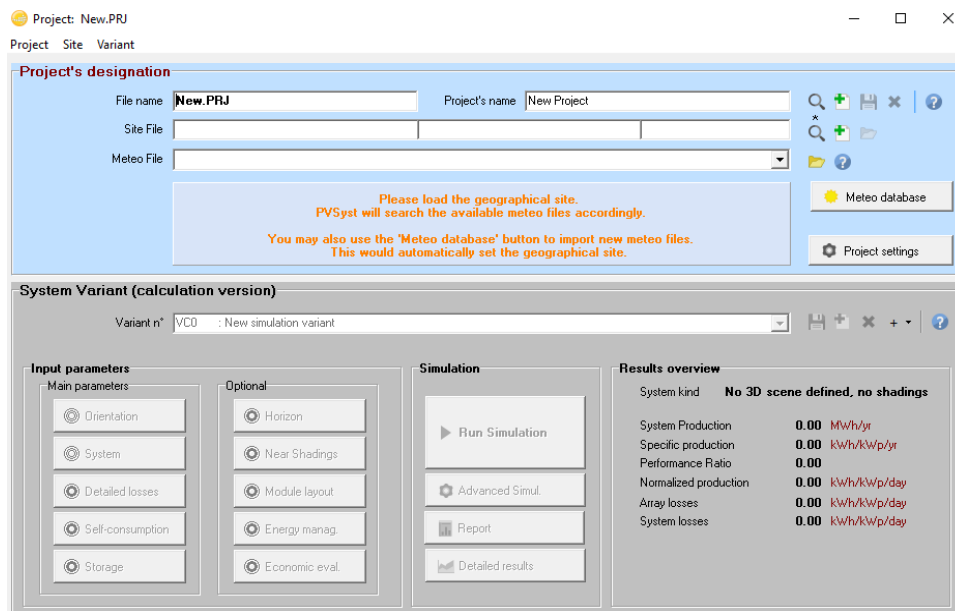 Project: New.PRJ
Project Site Variant
Project's designation
File name New.PRJ Project's name New Project
Site File
Meteo File
Please load the geographical site.
PVSyst will search the available meteo files accordingly.
You may also use the 'Meteo database' button to import new meteo files.
This would automatically set the geographical site.
Meteo database
Project settings
System Variant (calculation version)
Variant n° VC0 : New simulation variant
Input parameters
Main parameters
Orientation
System
Detailed losses
Self-consumption
Storage
Optional
Horizon
Near Shadings
Module layout
Energy manag.
Economic eval.
Simulation
Run Simulation
Advanced Simul.
Report
Detailed results
Results overview
System kind No 3D scene defined, no shadings
System Production 0.00 MWh/yr
Specific production 0.00 kWh/kWp/yr
Performance Ratio 0.00
Normalized production 0.00 kWh/kWp/day
Array losses 0.00 kWh/kWp/day
System losses 0.00 kWh/kWp/day